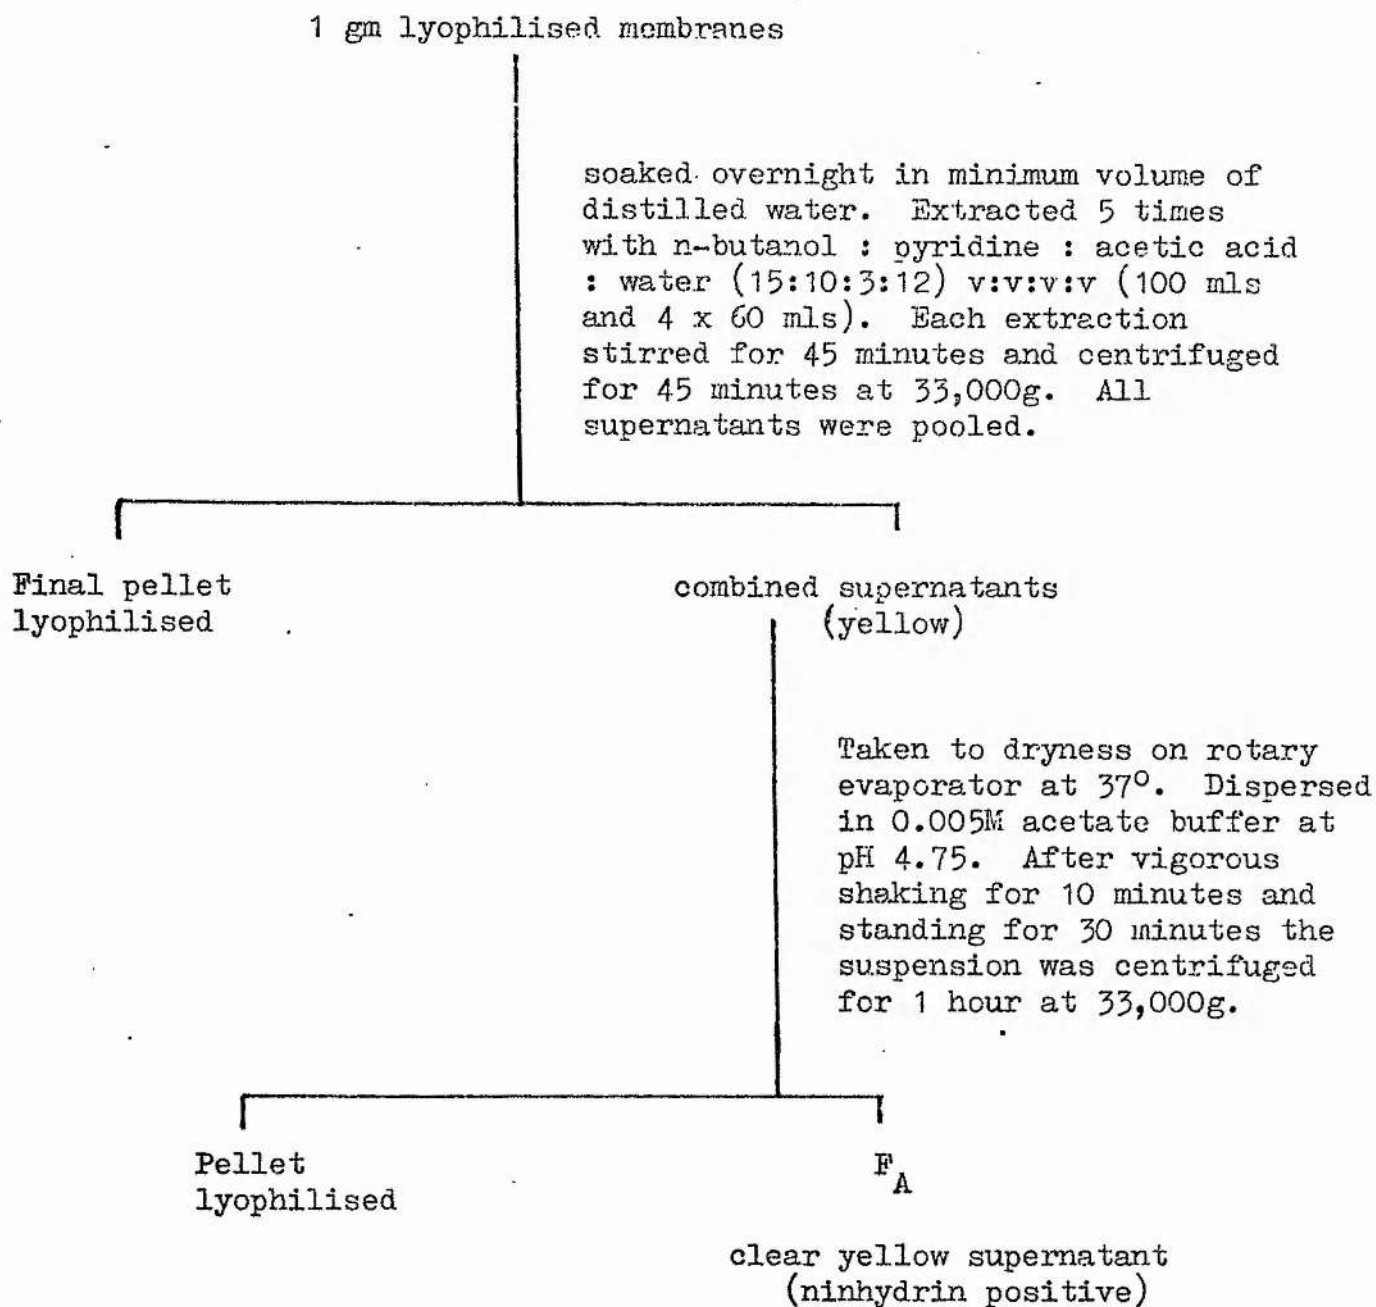 1 gm lyophilised membranes
soaked overnight in minimum volume of
distilled water. Extracted 5 times
with n-butanol : pyridine : acetic acid
: water (15:10:3:12) v:v:v:v (100 mls
and 4 x 60 mls). Each extraction
stirred for 45 minutes and centrifuged
for 45 minutes at 33,000g. All
supernatants were pooled.
Final pellet
lyophilised
combined supernatants
(yellow)
Taken to dryness on rotary
evaporator at 37º. Dispersed
in 0.005M acetate buffer at
pH 4.75. After vigorous
shaking for 10 minutes and
standing for 30 minutes the
suspension was centrifuged
for 1 hour at 33,000g.
Pellet
lyophilised
F_A
clear yellow supernatant
(ninhydrin positive)